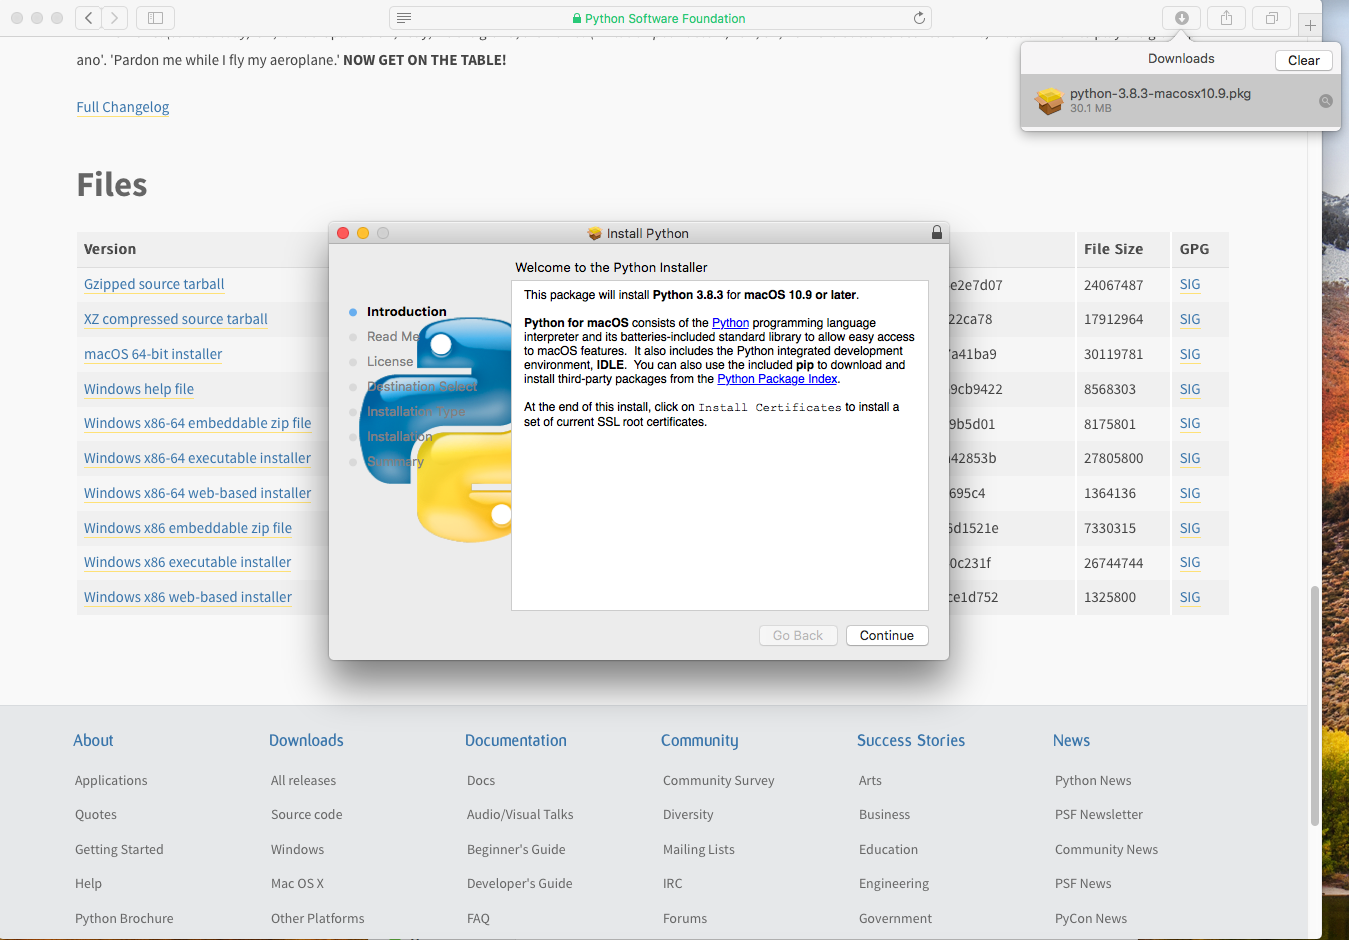 Python Software Foundation
Downloads
Clear
python-3.8.3-macosx10.9.pkg
30.1 MB
ano'. 'Pardon me while I fly my aeroplane.' NOW GET ON THE TABLE!
Full Changelog
Files
Version
File Size
GPG
Gzipped source tarball
e2e7d07
24067487
SIG
XZ compressed source tarball
22ca78
17912964
SIG
macOS 64-bit installer
a41ba9
30119781
SIG
Windows help file
9cb9422
8568303
SIG
Windows x86-64 embeddable zip file
9b5d01
8175801
SIG
Windows x86-64 executable installer
42853b
27805800
SIG
Windows x86-64 web-based installer
695c4
1364136
SIG
Windows x86 embeddable zip file
6d1521e
7330315
SIG
Windows x86 executable installer
0c231f
26744744
SIG
Windows x86 web-based installer
ce1d752
1325800
SIG
Install Python
Welcome to the Python Installer
Introduction
Read Me
License
Destination Select
Installation Type
Installation
Summary
This package will install Python 3.8.3 for macOS 10.9 or later.
Python for macOS consists of the Python programming language
interpreter and its batteries-included standard library to allow easy access
to macOS features. It also includes the Python integrated development
environment, IDLE. You can also use the included pip to download and
install third-party packages from the Python Package Index.
At the end of this install, click on Install Certificates to install a
set of current SSL root certificates.
Go Back
Continue
About
Downloads
Documentation
Community
Success Stories
News
Applications
All releases
Docs
Community Survey
Arts
Python News
Quotes
Source code
Audio/Visual Talks
Diversity
Business
PSF Newsletter
Getting Started
Windows
Beginner's Guide
Mailing Lists
Education
Community News
Help
Mac OS X
Developer's Guide
IRC
Engineering
PSF News
Python Brochure
Other Platforms
FAQ
Forums
Government
PyCon News